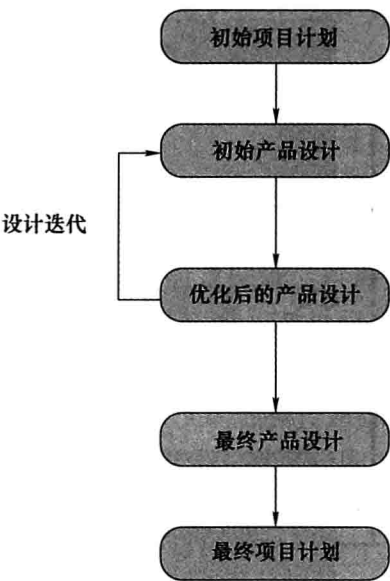 初始项目计划
初始产品设计
设计迭代
优化后的产品设计
最终产品设计
最终项目计划